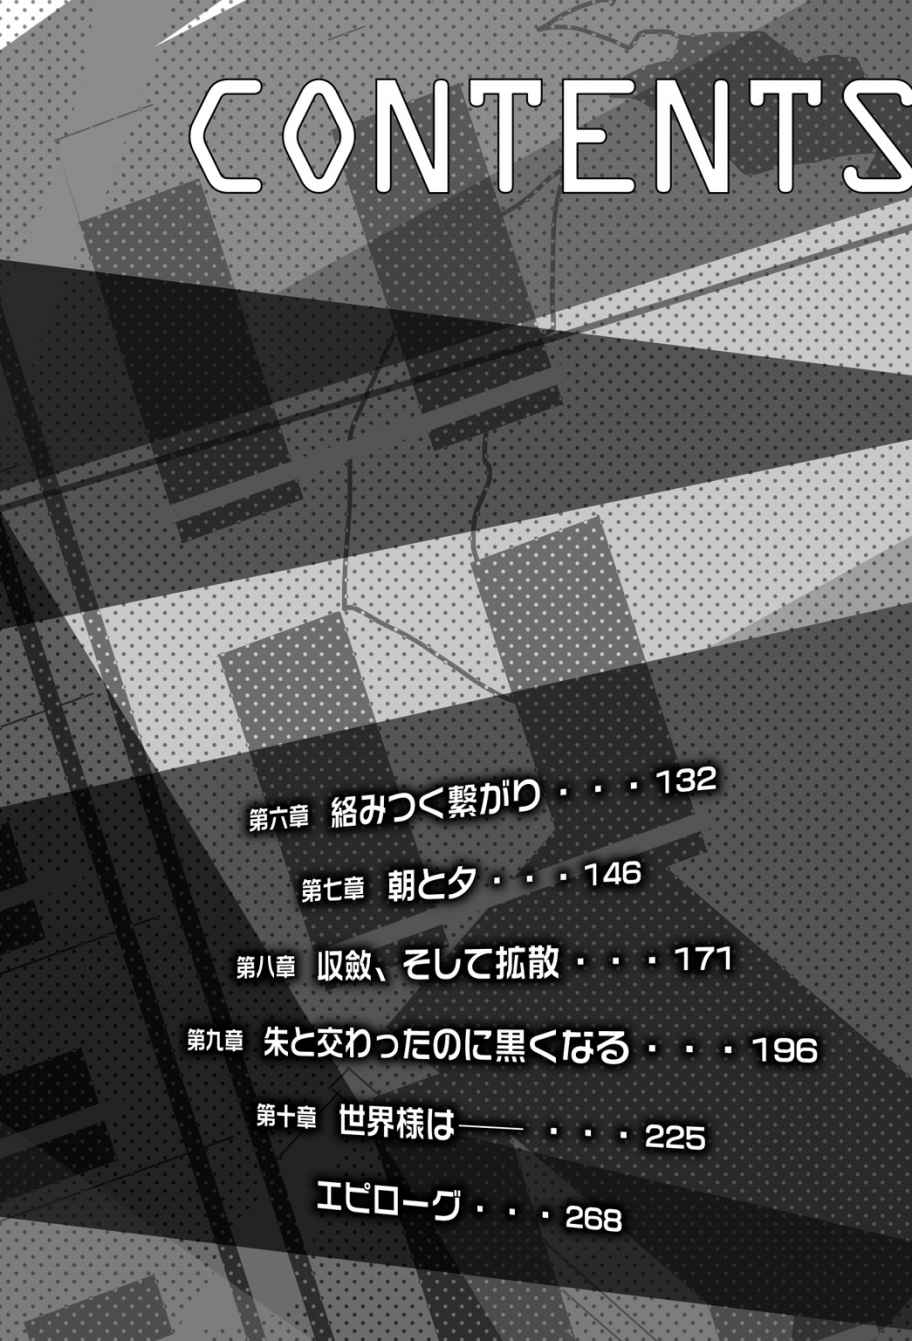 CONTENTS
第六章 絡みつく繋がり・・・132
第七章 朝と夕・・・146
第八章 収斂、そして拡散・・・171
第九章 朱と交わったのに黒くなる・・・196
第十章 世界様は── ・・・225
エピローグ・・・268